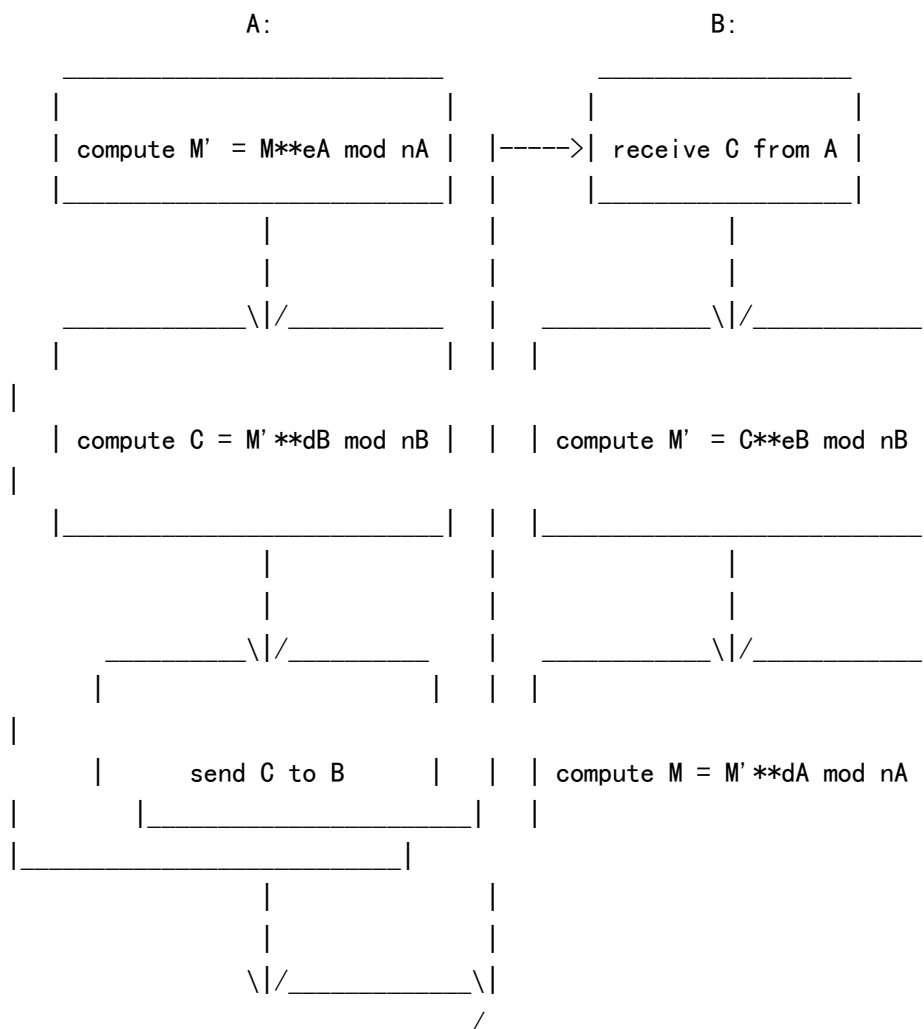 A: B:
compute M' = M**eA mod nA |----->| receive C from A
compute C = M'**dB mod nB compute M' = C**eB mod nB
send C to B compute M = M'**dA mod nA